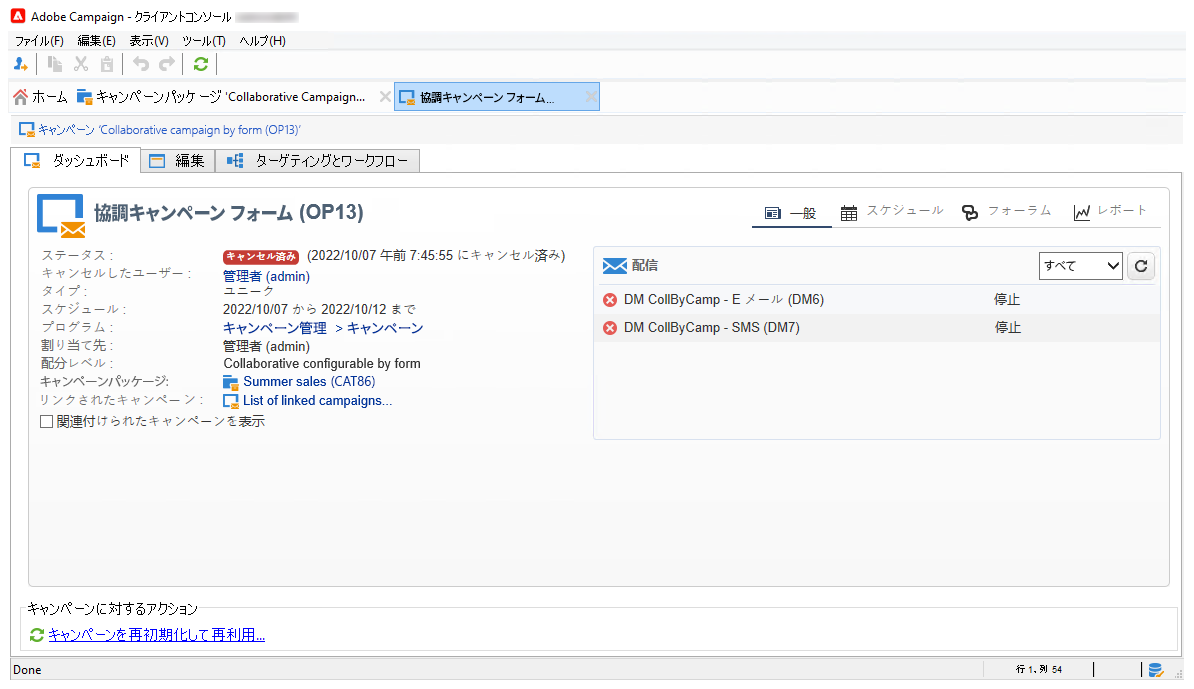 Adobe Campaign - クライアントコンソール
ファイル(F) 編集(E) 表示(V) ツール(T) ヘルプ(H)
ホーム キャンペーンパッケージ 'Collaborative Campaign... 協調キャンペーン フォーム...
キャンペーン 'Collaborative campaign by form (OP13)'
ダッシュボード 編集 ターゲティングとワークフロー
協調キャンペーン フォーム (OP13)
一般 スケジュール フォーラム レポート
ステータス : キャンセル済み (2022/10/07 午前 7:45:55 にキャンセル済み)
キャンセルしたユーザー : 管理者 (admin)
タイプ : ユニーク
スケジュール : 2022/10/07 から 2022/10/12 まで
プログラム : キャンペーン管理 > キャンペーン
割り当て先 : 管理者 (admin)
配分レベル : Collaborative configurable by form
キャンペーンパッケージ: Summer sales (CAT86)
リンクされたキャンペーン : List of linked campaigns...
関連付けられたキャンペーンを表示
配信 すべて
DM CollByCamp - E メール (DM6) 停止
DM CollByCamp - SMS (DM7) 停止
キャンペーンに対するアクション
キャンペーンを再初期化して再利用...
Done 行 1、列 54